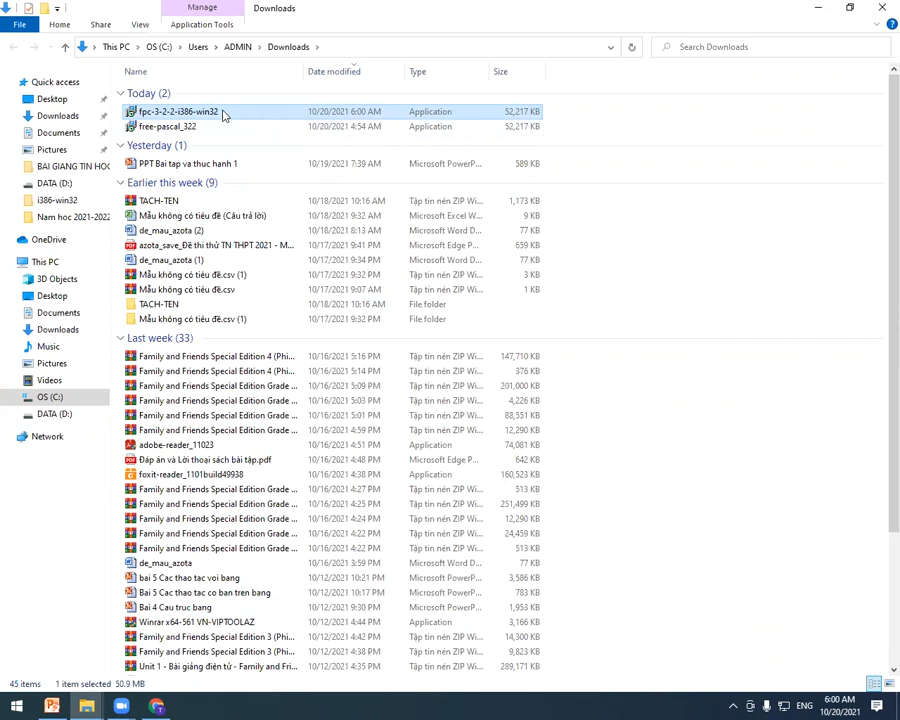 Manage
Downloads
File
Home
Share
View
Application Tools
This PC
OS (C:)
Users
ADMIN
Downloads
Search Downloads
Name
Date modified
Type
Size
Quick access
Desktop
Downloads
Documents
Pictures
BAI GIANG TIN HOC
DATA (D:)
i386-win32
Nam hoc 2021-2022
OneDrive
This PC
3D Objects
Desktop
Documents
Downloads
Music
Pictures
Videos
OS (C:)
DATA (D:)
Network
Today (2)
fpc-3-2-2-i386-win32 10/20/2021 6:00 AM Application 52,217 KB
free-pascal_322 10/20/2021 4:54 AM Application 52,217 KB
Yesterday (1)
PPT Bai tap va thuc hanh 1 10/19/2021 7:39 AM Microsoft PowerP... 589 KB
Earlier this week (9)
TACH-TEN 10/18/2021 10:16 AM Tập tin nén ZIP Wi... 1,173 KB
Mẫu không có tiêu đề (Câu trả lời) 10/18/2021 9:32 AM Microsoft Excel W... 9 KB
de_mau_azota (2) 10/18/2021 8:13 AM Microsoft Word D... 77 KB
azota_save_Đề thi thử TN THPT 2021 - M... 10/17/2021 9:41 PM Microsoft Edge P... 659 KB
de_mau_azota (1) 10/17/2021 9:34 PM Microsoft Word D... 77 KB
Mẫu không có tiêu đề.csv (1) 10/17/2021 9:32 PM Tập tin nén ZIP Wi... 3 KB
Mẫu không có tiêu đề.csv 10/17/2021 9:07 AM Tập tin nén ZIP Wi... 1 KB
TACH-TEN 10/18/2021 10:16 AM File folder
Mẫu không có tiêu đề.csv (1) 10/17/2021 9:32 PM File folder
Last week (33)
Family and Friends Special Edition 4 (Phi... 10/16/2021 5:16 PM Tập tin nén ZIP Wi... 147,710 KB
Family and Friends Special Edition 4 (Phi... 10/16/2021 5:14 PM Tập tin nén ZIP Wi... 376 KB
Family and Friends Special Edition Grade ... 10/16/2021 5:09 PM Tập tin nén ZIP Wi... 201,000 KB
Family and Friends Special Edition Grade ... 10/16/2021 5:03 PM Tập tin nén ZIP Wi... 4,226 KB
Family and Friends Special Edition Grade ... 10/16/2021 5:01 PM Tập tin nén ZIP Wi... 88,551 KB
Family and Friends Special Edition Grade ... 10/16/2021 4:59 PM Tập tin nén ZIP Wi... 12,290 KB
adobe-reader_11023 10/16/2021 4:51 PM Application 74,081 KB
Đáp án và Lời thoại sách bài tập.pdf 10/16/2021 4:48 PM Microsoft Edge P... 642 KB
foxit-reader_1101build49938 10/16/2021 4:38 PM Application 160,523 KB
Family and Friends Special Edition Grade ... 10/16/2021 4:27 PM Tập tin nén ZIP Wi... 513 KB
Family and Friends Special Edition Grade ... 10/16/2021 4:25 PM Tập tin nén ZIP Wi... 251,499 KB
Family and Friends Special Edition Grade ... 10/16/2021 4:24 PM Tập tin nén ZIP Wi... 12,290 KB
Family and Friends Special Edition Grade ... 10/16/2021 4:22 PM Tập tin nén ZIP Wi... 24,459 KB
Family and Friends Special Edition Grade ... 10/16/2021 4:22 PM Tập tin nén ZIP Wi... 513 KB
de_mau_azota 10/16/2021 3:59 PM Microsoft Word D... 77 KB
bai 5 Cac thao tac voi bang 10/12/2021 10:21 PM Microsoft PowerP... 3,586 KB
Bai 5 Cac thao tac co ban tren bang 10/12/2021 10:17 PM Microsoft PowerP... 783 KB
Bai 4 Cau truc bang 10/12/2021 9:30 PM Microsoft PowerP... 1,953 KB
Winrar x64-561 VN-VIPTOOLAZ 10/12/2021 4:44 PM Application 3,166 KB
Family and Friends Special Edition 3 (Phi... 10/12/2021 4:42 PM Tập tin nén ZIP Wi... 14,300 KB
Family and Friends Special Edition 3 (Phi... 10/12/2021 4:38 PM Tập tin nén ZIP Wi... 9,823 KB
Unit 1 - Bài giảng điện tử - Family and Fri... 10/12/2021 4:35 PM Tập tin nén ZIP Wi... 289,171 KB
45 items 1 item selected 50.9 MB
ENG
6:00 AM
10/20/2021